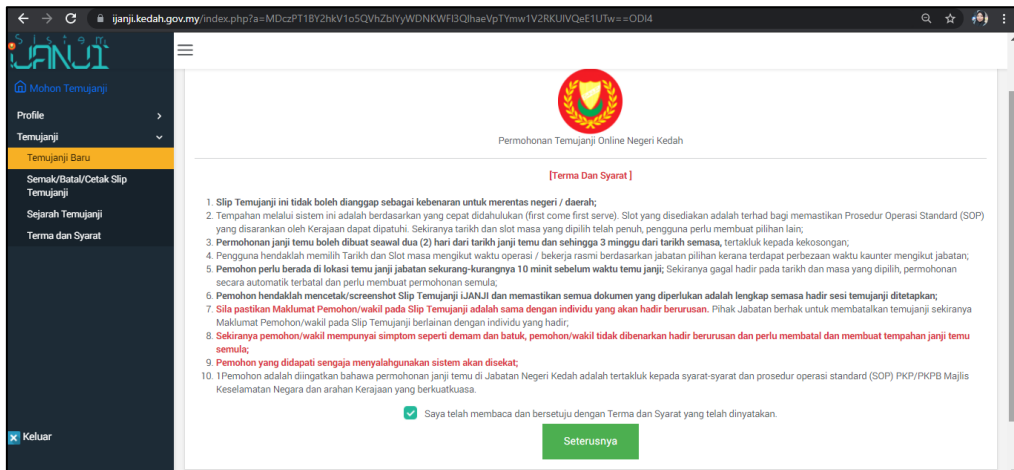 ijanji.kedah.gov.my/index.php?a=MDczPT1BY2hkV1o5QVhZblYyWDNKWFl3QlhaeVpTYmw1V2RKUlVQeE1UTw==ODI4
Sistem
iJANJI
Mohon Temujanji
Profile
Temujanji
Temujanji Baru
Semak/Batal/Cetak Slip
Temujanji
Sejarah Temujanji
Terma dan Syarat
Keluar
Permohonan Temujanji Online Negeri Kedah
[Terma Dan Syarat ]
1. Slip Temujanji ini tidak boleh dianggap sebagai kebenaran untuk merentas negeri / daerah;
2. Tempahan melalui sistem ini adalah berdasarkan yang cepat didahulukan (first come first serve). Slot yang disediakan adalah terhad bagi memastikan Prosedur Operasi Standard (SOP)
yang disarankan oleh Kerajaan dapat dipatuhi. Sekiranya tarikh dan slot masa yang dipilih telah penuh, pengguna perlu membuat pilihan lain;
3. Permohonan janji temu boleh dibuat seawal dua (2) hari dari tarikh janji temu dan sehingga 3 minggu dari tarikh semasa, tertakluk kepada kekosongan;
4. Pengguna hendaklah memilih Tarikh dan Slot masa mengikut waktu operasi / bekerja rasmi berdasarkan jabatan pilihan kerana terdapat perbezaan waktu kaunter mengikut jabatan;
5. Pemohon perlu berada di lokasi temu janji jabatan sekurang-kurangnya 10 minit sebelum waktu temu janji; Sekiranya gagal hadir pada tarikh dan masa yang dipilih, permohonan
secara automatik terbatal dan perlu membuat permohonan semula;
6. Pemohon hendaklah mencetak/screenshot Slip Temujanji iJANJI dan memastikan semua dokumen yang diperlukan adalah lengkap semasa hadir sesi temujanji ditetapkan;
7. Sila pastikan Maklumat Pemohon/wakil pada Slip Temujanji adalah sama dengan individu yang akan hadir berurusan. Pihak Jabatan berhak untuk membatalkan temujanji sekiranya
Maklumat Pemohon/wakil pada Slip Temujanji berlainan dengan individu yang hadir;
8. Sekiranya pemohon/wakil mempunyai simptom seperti demam dan batuk, pemohon/wakil tidak dibenarkan hadir berurusan dan perlu membatal dan membuat tempahan janji temu
semula;
9. Pemohon yang didapati sengaja menyalahgunakan sistem akan disekat;
10. 1Pemohon adalah diingatkan bahawa permohonan janji temu di Jabatan Negeri Kedah adalah tertakluk kepada syarat-syarat dan prosedur operasi standard (SOP) PKP/PKPB Majlis
Keselamatan Negara dan arahan Kerajaan yang berkuatkuasa.
Saya telah membaca dan bersetuju dengan Terma dan Syarat yang telah dinyatakan.
Seterusnya